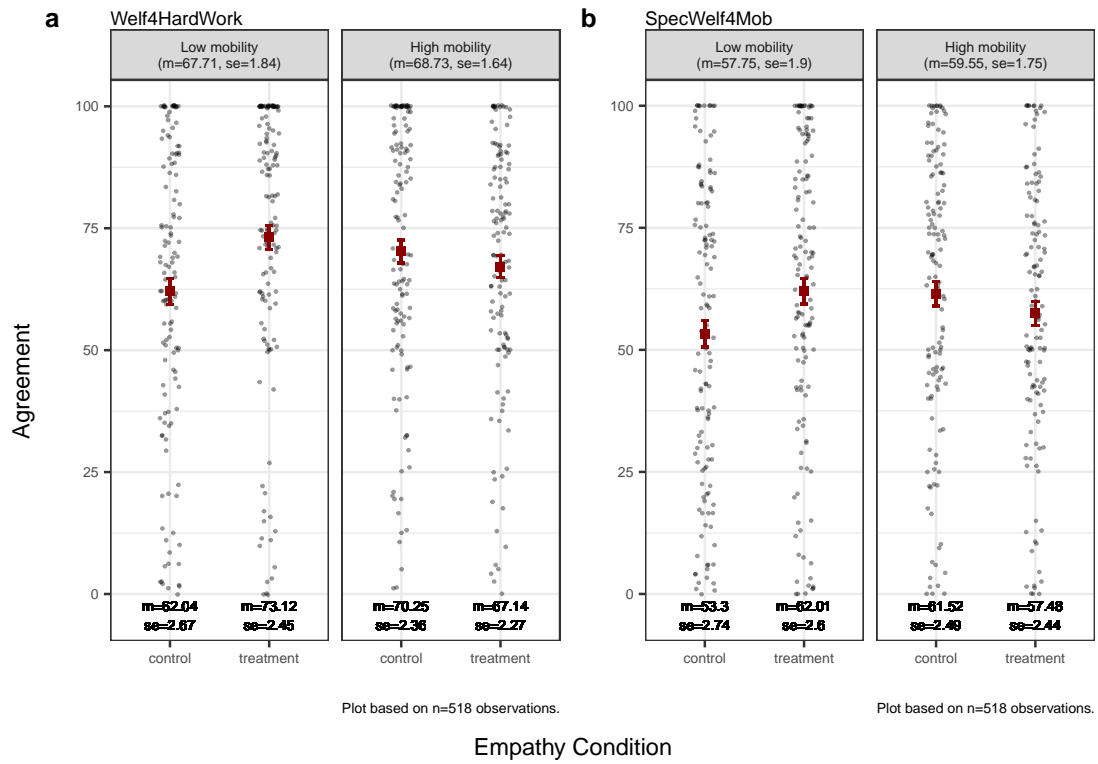 a Welf4HardWork
Low mobility
(m=67.71, se=1.84)
High mobility
(m=68.73, se=1.64)
100
75
50
25
0
m=62.04
se=2.67
m=73.12
se=2.45
m=70.25
se=2.36
m=67.14
se=2.27
control
treatment
control
treatment
Plot based on n=518 observations.
b SpecWelf4Mob
Low mobility
(m=57.75, se=1.9)
High mobility
(m=59.55, se=1.75)
100
75
50
25
0
m=53.3
se=2.74
m=62.01
se=2.6
m=61.52
se=2.49
m=57.48
se=2.44
control
treatment
control
treatment
Plot based on n=518 observations.
Agreement
Empathy Condition